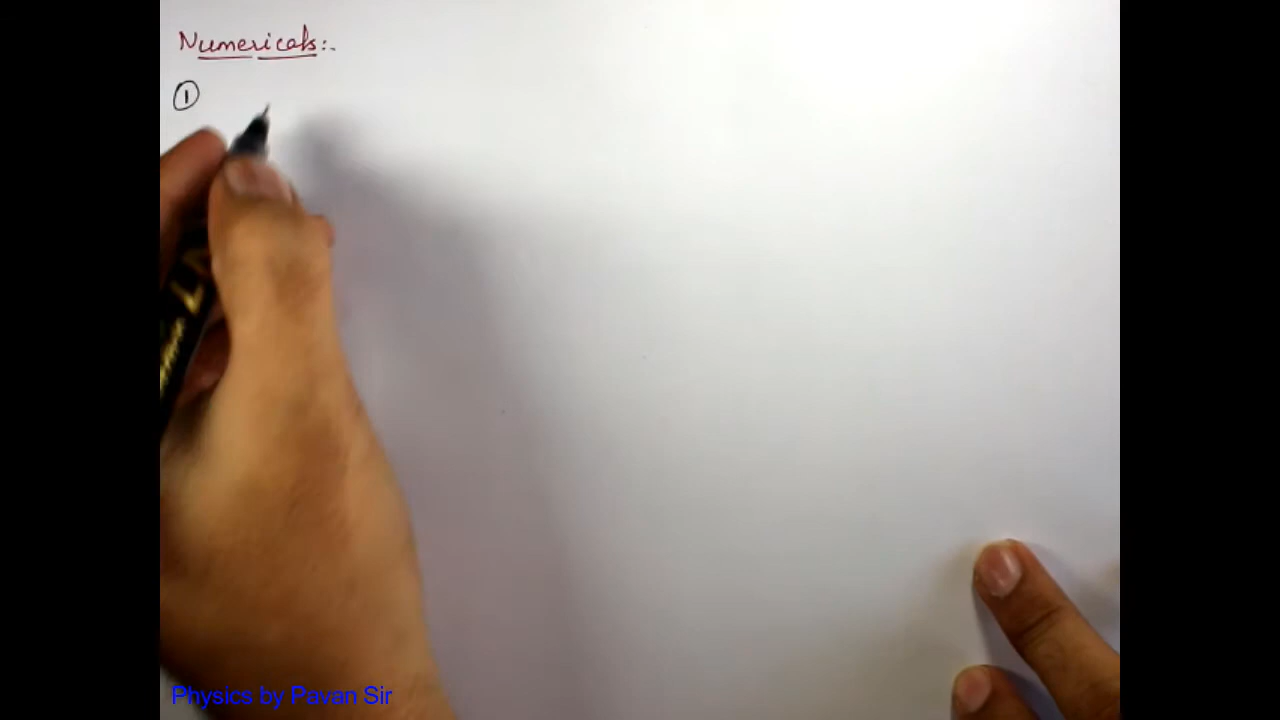 Numericals:-
①
Physics by Pavan Sir